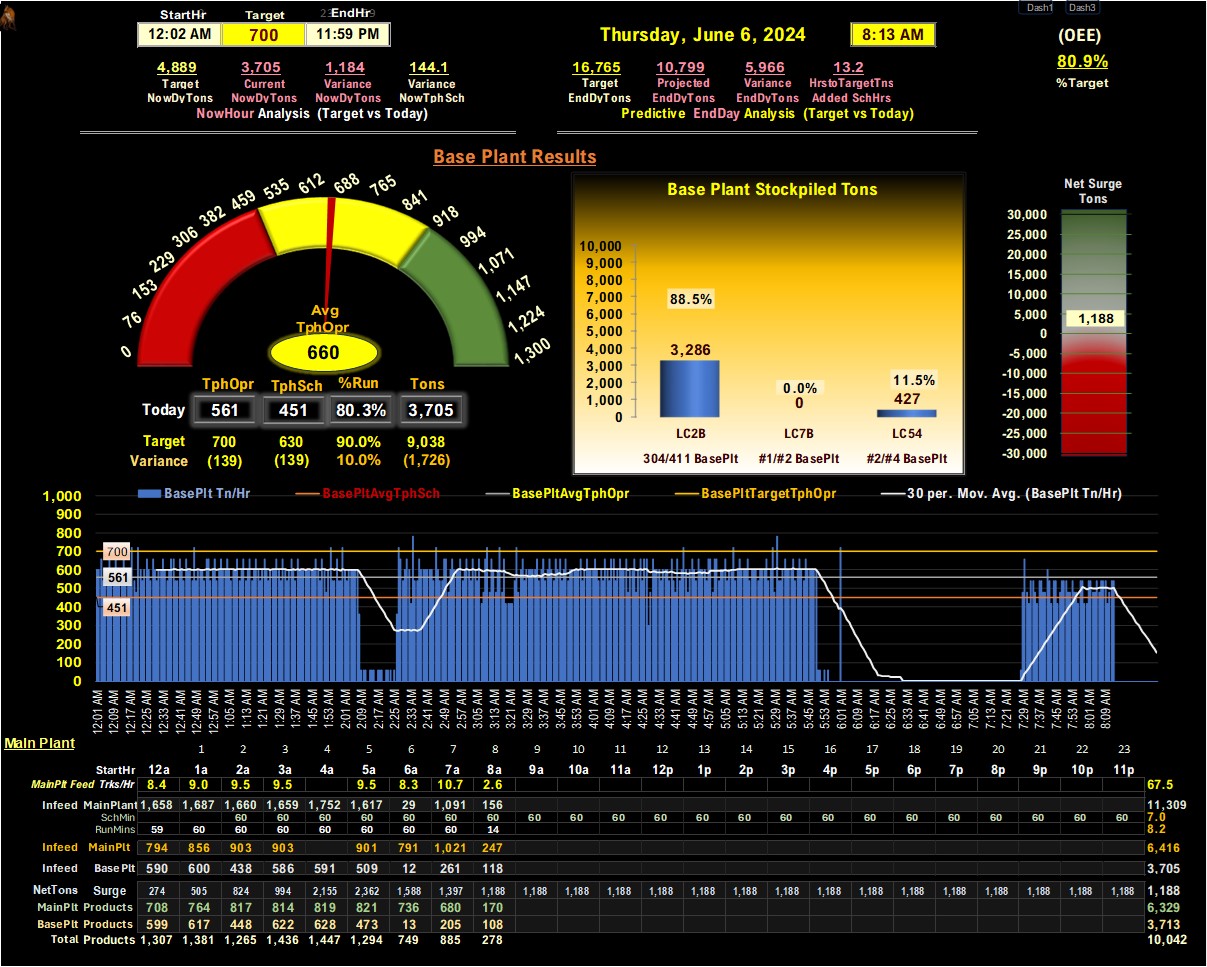 Dash1 Dash3
StartHr Target EndHr
12:02 AM 700 11:59 PM
Thursday, June 6, 2024 8:13 AM
(OEE)
80.9%
%Target
4,889 3,705 1,184 144.1
Target Current Variance Variance
NowDyTons NowDyTons NowDyTons NowTphSch
NowHour Analysis (Target vs Today)
16,765 10,799 5,966 13.2
Target Projected Variance HrstoTargetTns
EndDyTons EndDyTons EndDyTons Added SchHrs
Predictive EndDay Analysis (Target vs Today)
Base Plant Results
0 76 153 229 306 382 459 535 612 688 765 841 918 994 1,071 1,147 1,224 1,300
Avg
TphOpr
660
TphOpr TphSch %Run Tons
Today 561 451 80.3% 3,705
Target 700 630 90.0% 9,038
Variance (139) (139) 10.0% (1,726)
Base Plant Stockpiled Tons
10,000
9,000
8,000
7,000
6,000
5,000
4,000
3,000
2,000
1,000
0
88.5%
3,286
0.0%
0
11.5%
427
LC2B LC7B LC54
304/411 BasePlt #1/#2 BasePlt #2/#4 BasePlt
Net Surge
Tons
30,000
25,000
20,000
15,000
10,000
5,000
0
-5,000
-10,000
-15,000
-20,000
-25,000
-30,000
1,188
BasePlt Tn/Hr BasePltAvgTphSch BasePltAvgTphOpr BasePltTargetTphOpr 30 per. Mov. Avg. (BasePlt Tn/Hr)
1,000
900
800
700
600
500
400
300
200
100
0
700
561
451
12:01 AM 12:09 AM 12:17 AM 12:25 AM 12:33 AM 12:41 AM 12:49 AM 12:57 AM 1:05 AM 1:13 AM 1:21 AM 1:29 AM 1:37 AM 1:45 AM 1:53 AM 2:01 AM 2:09 AM 2:17 AM 2:25 AM 2:33 AM 2:41 AM 2:49 AM 2:57 AM 3:05 AM 3:13 AM 3:21 AM 3:29 AM 3:37 AM 3:45 AM 3:53 AM 4:01 AM 4:09 AM 4:17 AM 4:25 AM 4:33 AM 4:41 AM 4:49 AM 4:57 AM 5:05 AM 5:13 AM 5:21 AM 5:29 AM 5:37 AM 5:45 AM 5:53 AM 6:01 AM 6:09 AM 6:17 AM 6:25 AM 6:33 AM 6:41 AM 6:49 AM 6:57 AM 7:05 AM 7:13 AM 7:21 AM 7:29 AM 7:37 AM 7:45 AM 7:53 AM 8:01 AM 8:09 AM
Main Plant
1 2 3 4 5 6 7 8 9 10 11 12 13 14 15 16 17 18 19 20 21 22 23
StartHr 12a 1a 2a 3a 4a 5a 6a 7a 8a 9a 10a 11a 12p 1p 2p 3p 4p 5p 6p 7p 8p 9p 10p 11p
MainPlt Feed Trks/Hr 8.4 9.0 9.5 9.5 9.5 8.3 10.7 2.6 67.5
Infeed MainPlant 1,658 1,687 1,660 1,659 1,752 1,617 29 1,091 156 11,309
SchMin 60 60 60 60 60 60 60 60 60 60 60 60 60 60 60 60 60 60 60 60 60 60 7.0
RunMins 59 60 60 60 60 60 60 60 14 8.2
Infeed MainPlt 794 856 903 903 901 791 1,021 247 6,416
Infeed BasePlt 590 600 438 586 591 509 12 261 118 3.705
NetTons Surge 274 505 824 994 2,155 2,362 1,588 1,397 1,188 1,188 1,188 1,188 1,188 1,188 1,188 1,188 1,188 1,188 1,188 1,188 1,188 1,188 1,188 1,188 1,188
MainPlt Products 708 764 817 814 819 821 736 680 170 6,329
BasePlt Products 599 617 448 622 628 473 13 205 108 3,713
Total Products 1,307 1,381 1,265 1,436 1,447 1,294 749 885 278 10,042